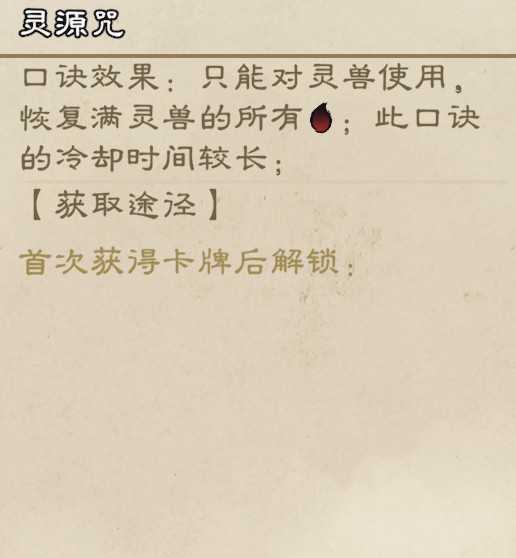 灵源咒
口诀效果：只能对灵兽使用，
恢复满灵兽的所有；此口诀
的冷却时间较长；
【获取途径】
首次获得卡牌后解锁；